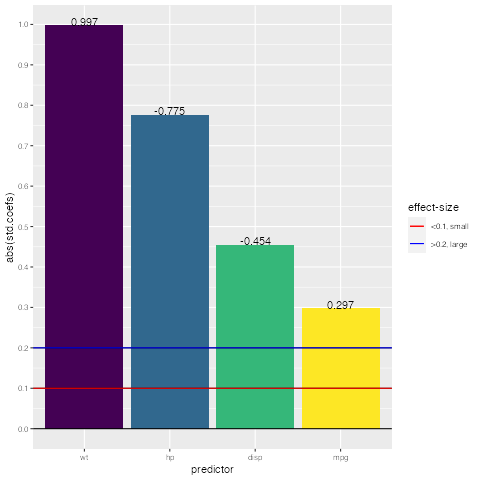 1.0
0.9
0.8
0.7
0.6
0.5
0.4
0.3
0.2
0.1
0.0
abs(std.coefs)
0.997
-0.775
-0.454
0.297
wt
hp
disp
mpg
predictor
effect-size
<0.1, small
>0.2, large